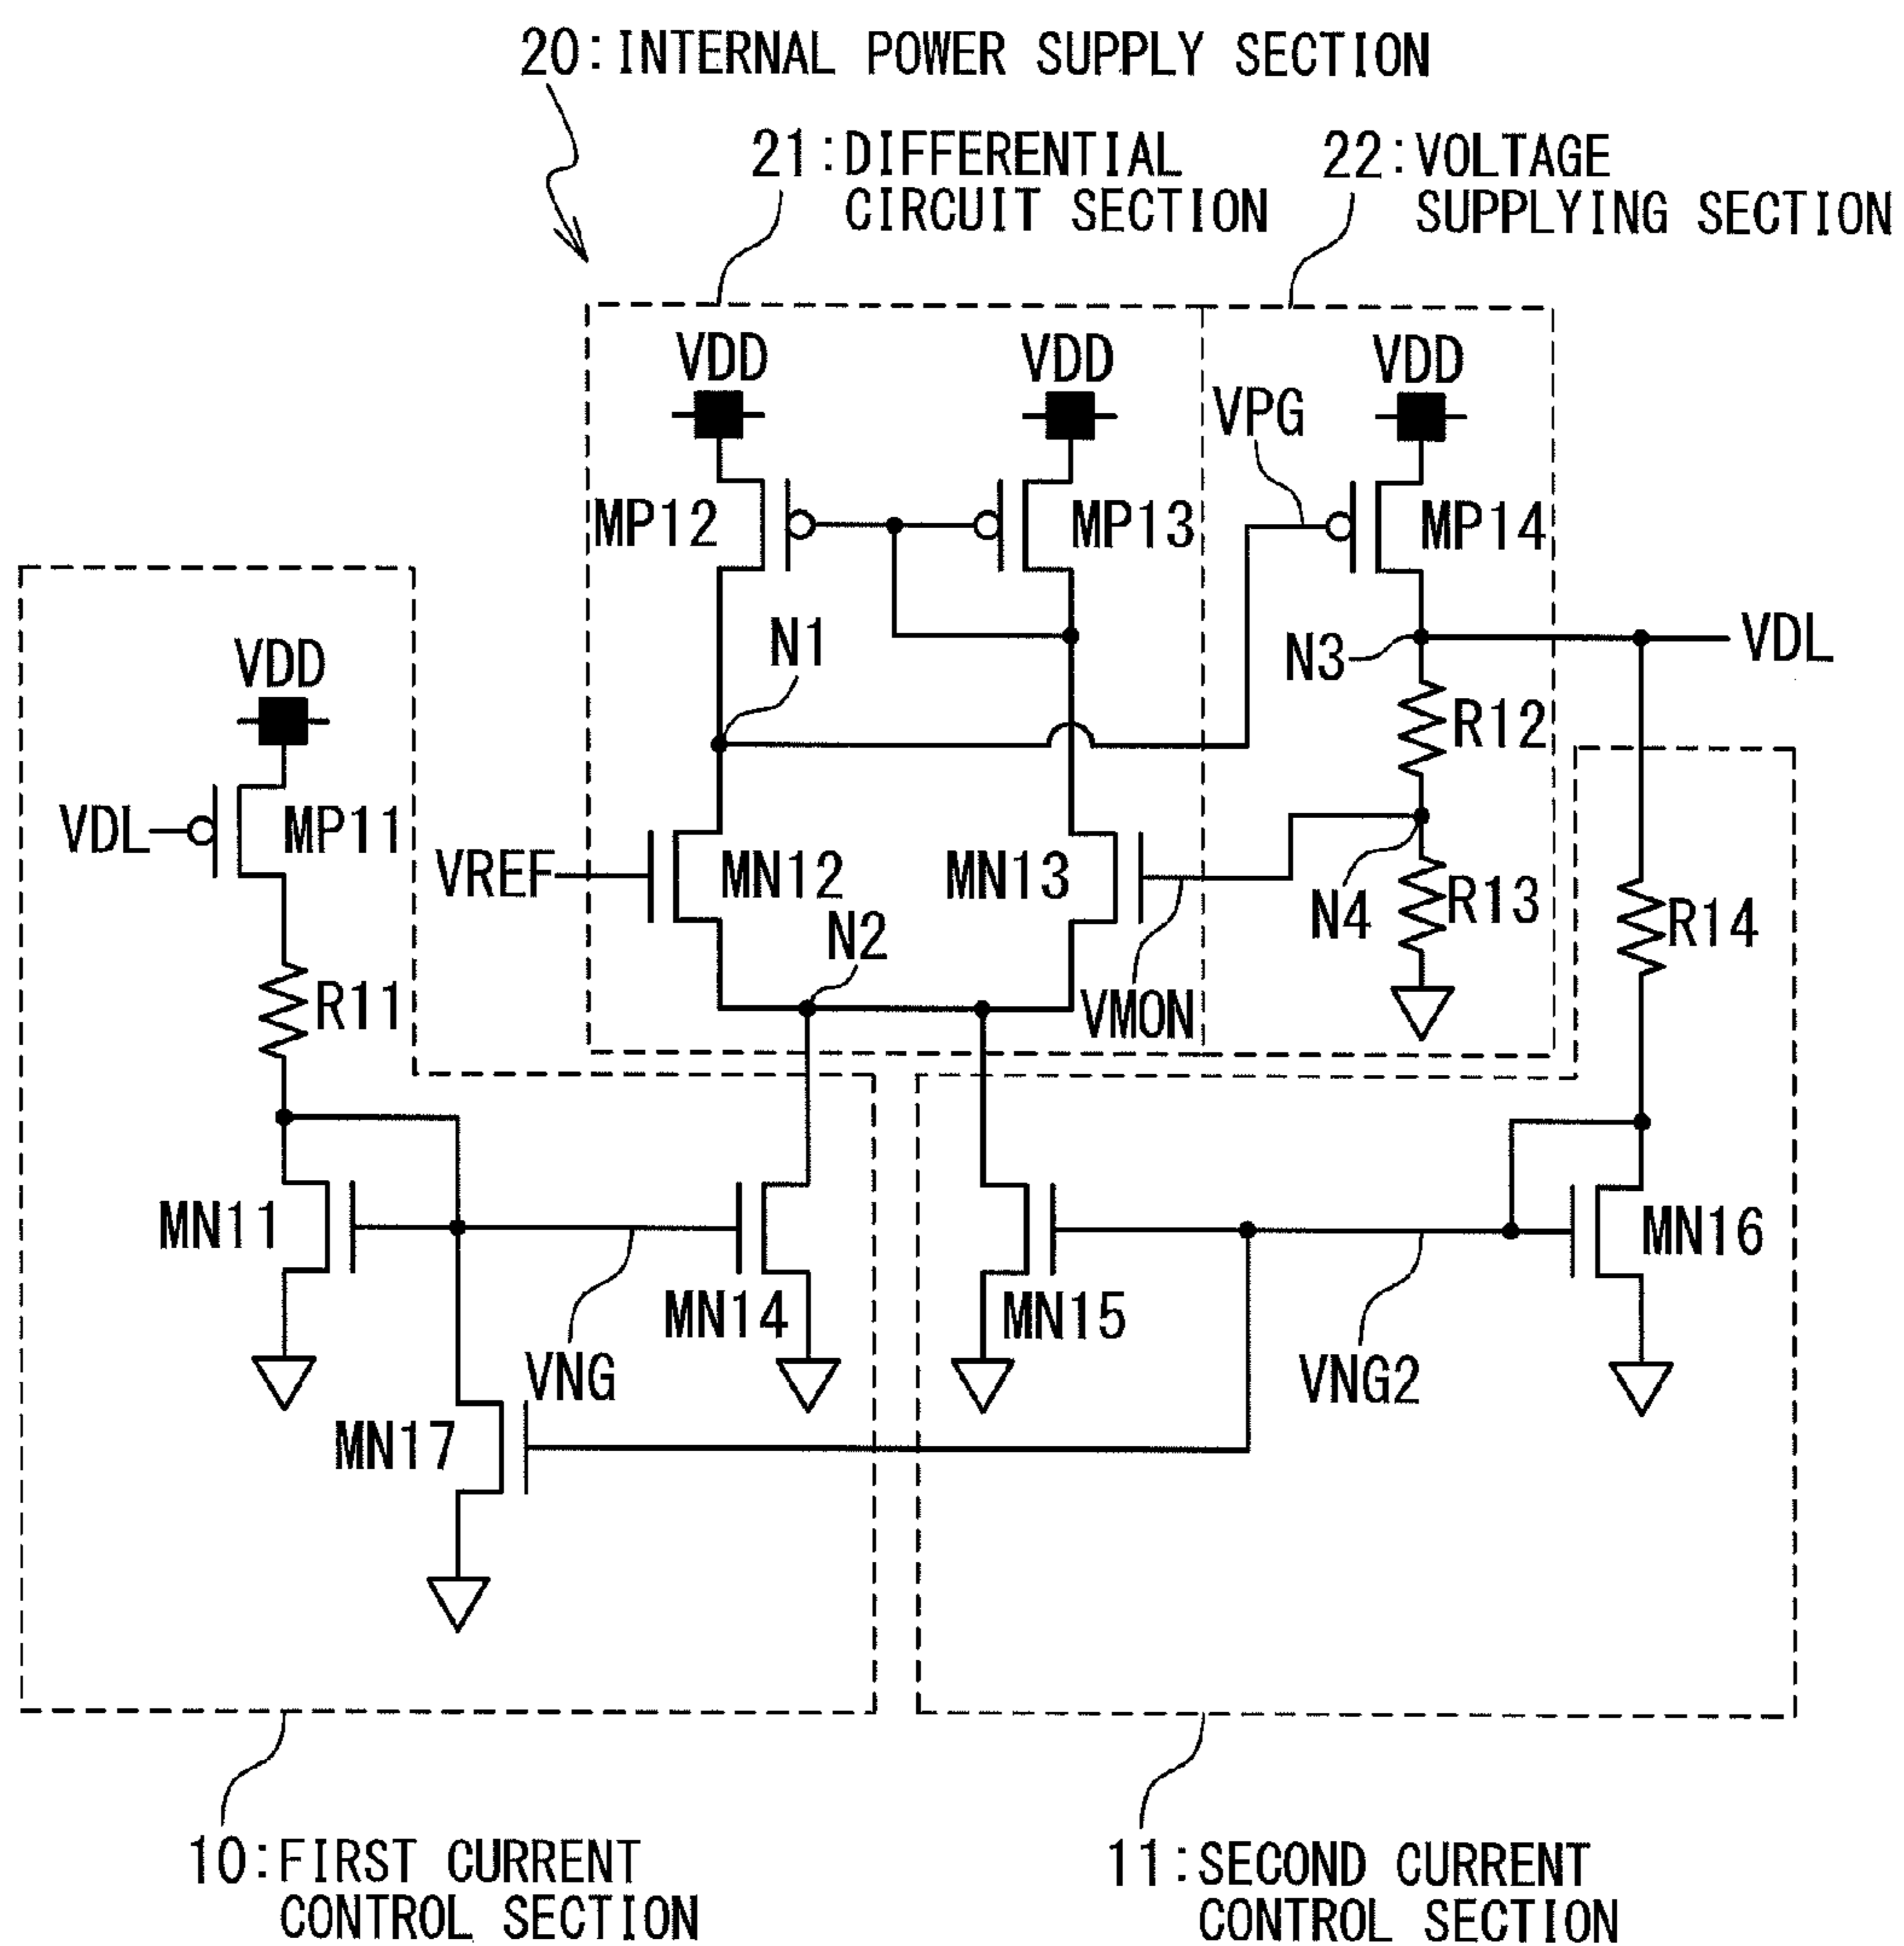 20:INTERNAL POWER SUPPLY SECTION
21:DIFFERENTIAL
CIRCUIT SECTION
22:VOLTAGE
SUPPLYING SECTION
VDD
VDD
VDD
VPG
MP12
MP13
MP14
N1
N3
VDL
VDD
R12
VDL
MP11
VREF
MN12
MN13
N4
R13
R14
N2
R11
VMON
MN11
MN14
MN15
MN16
VNG
VNG2
MN17
10:FIRST CURRENT
CONTROL SECTION
11:SECOND CURRENT
CONTROL SECTION